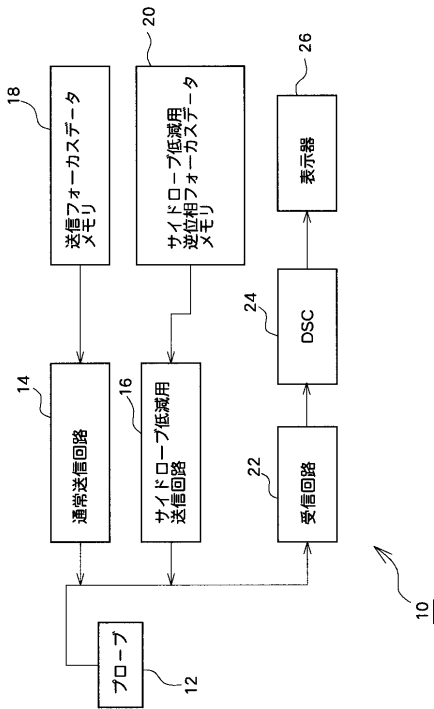 18
送信フォーカスデータ
メモリ
20
サイドローブ低減用
逆位相フォーカスデータ
メモリ
14
通常送信回路
16
サイドローブ低減用
送信回路
プローブ
12
22
受信回路
24
DSC
26
表示器
10